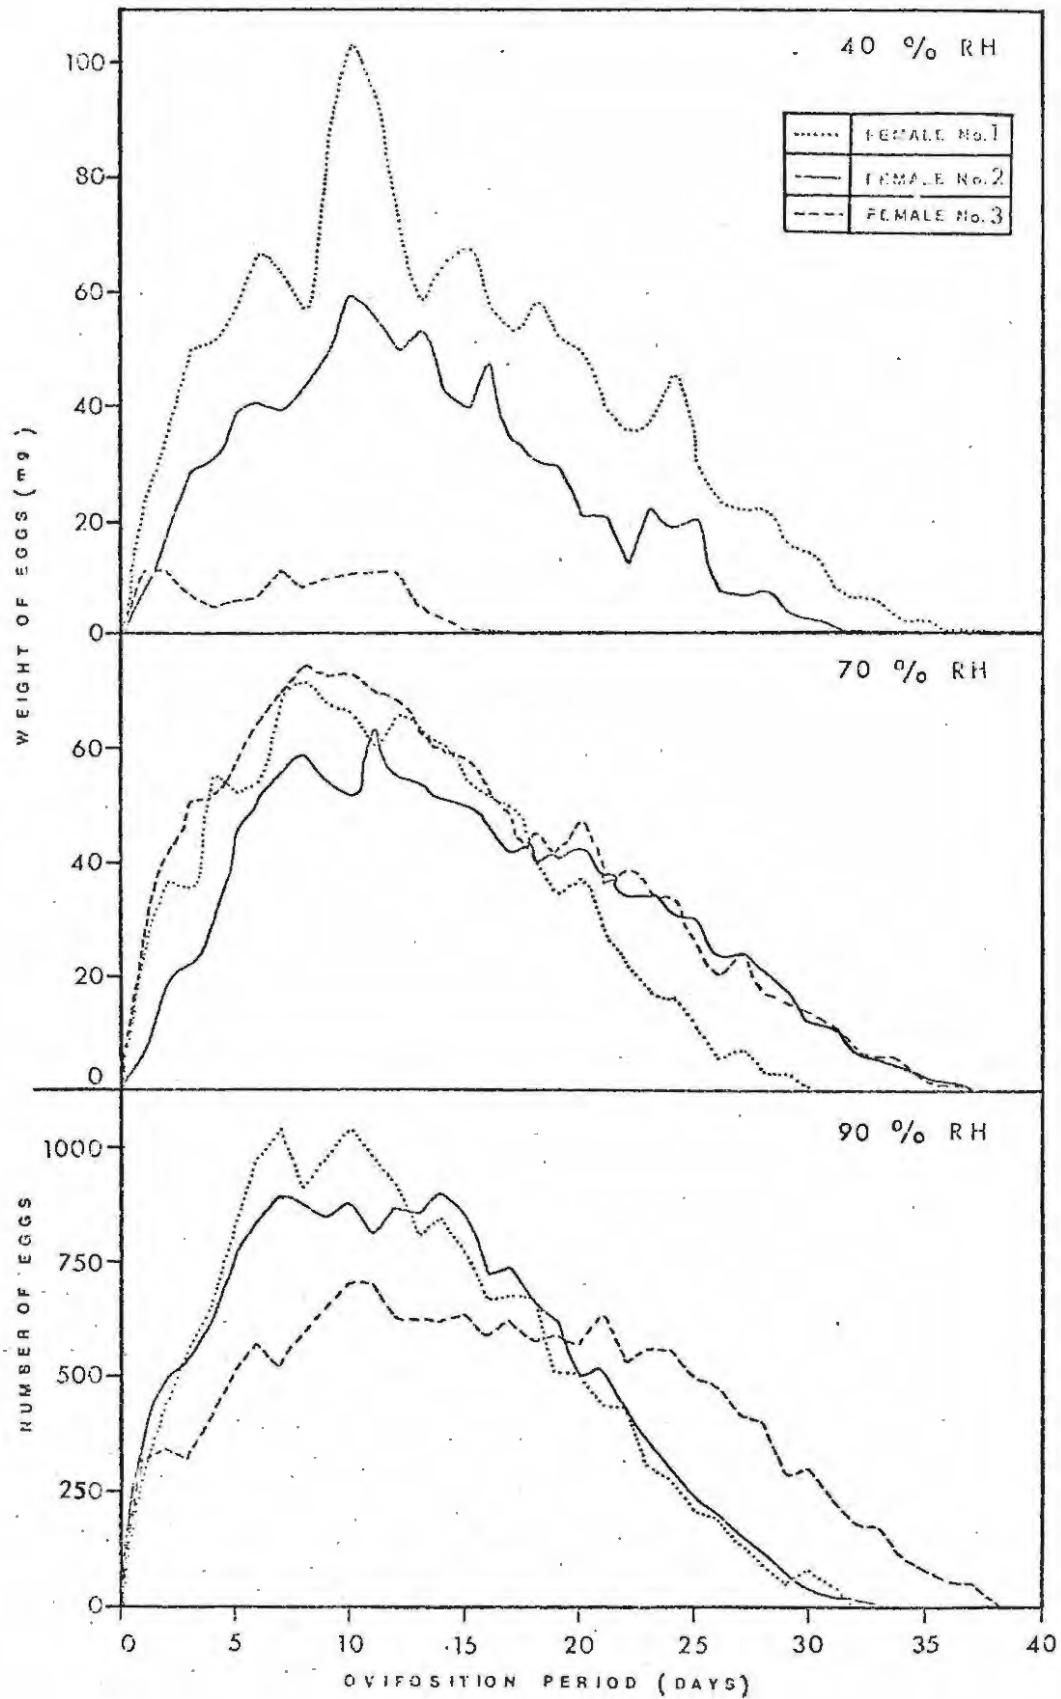 40 % RH
100
80
60
40
20
0
FEMALE No.1
FEMALE No.2
FEMALE No.3
WEIGHT OF EGGS (mg)
70 % RH
60
40
20
0
90 % RH
1000
750
500
250
0
NUMBER OF EGGS
0 5 10 15 20 25 30 35 40
OVIPOSITION PERIOD (DAYS)